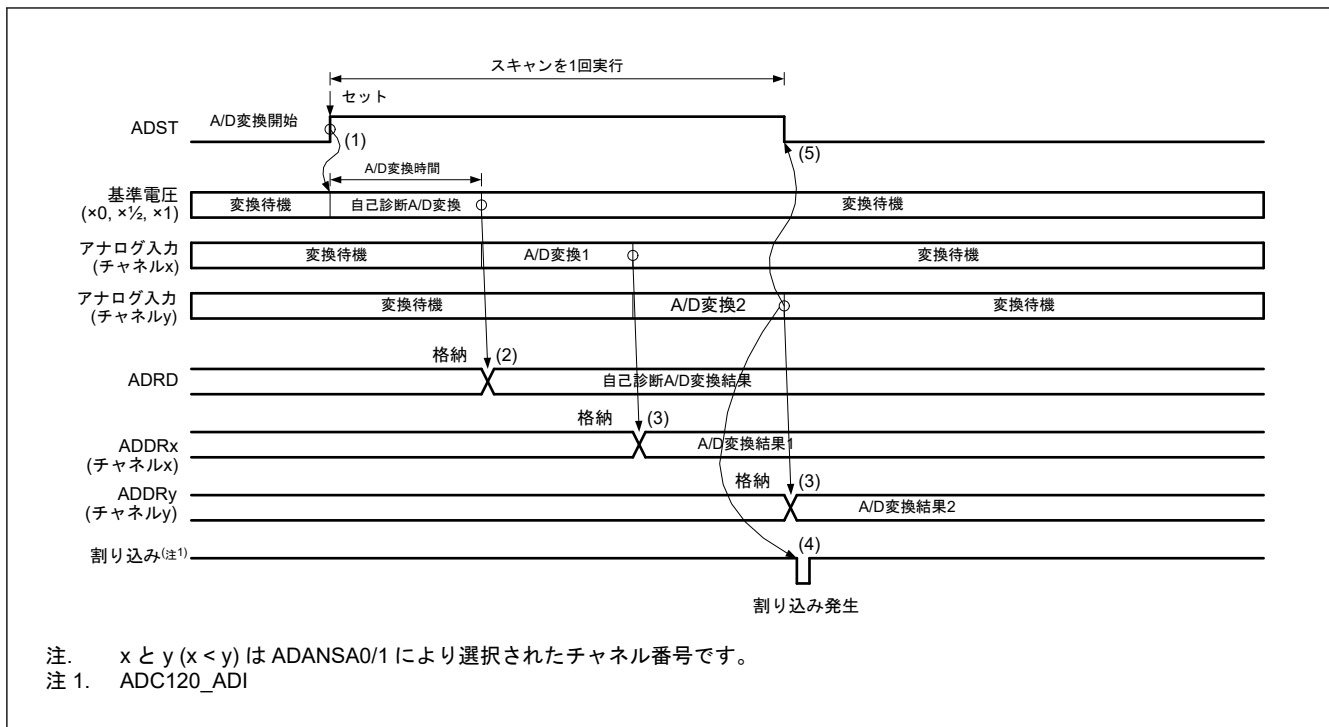 スキャンを1回実行
セット
ADST
A/D変換開始
(1)
(5)
A/D変換時間
基準電圧
(×0, ×½, ×1)
変換待機
自己診断A/D変換
変換待機
アナログ入力
(チャネルx)
変換待機
A/D変換1
変換待機
アナログ入力
(チャネルy)
変換待機
A/D変換2
変換待機
格納
(2)
ADRD
自己診断A/D変換結果
格納
(3)
ADDRx
(チャネルx)
A/D変換結果1
格納
(3)
ADDRy
(チャネルy)
A/D変換結果2
割り込み(注1)
(4)
割り込み発生
注. x と y (x < y) は ADANSA0/1 により選択されたチャネル番号です。
注 1. ADC120_ADI